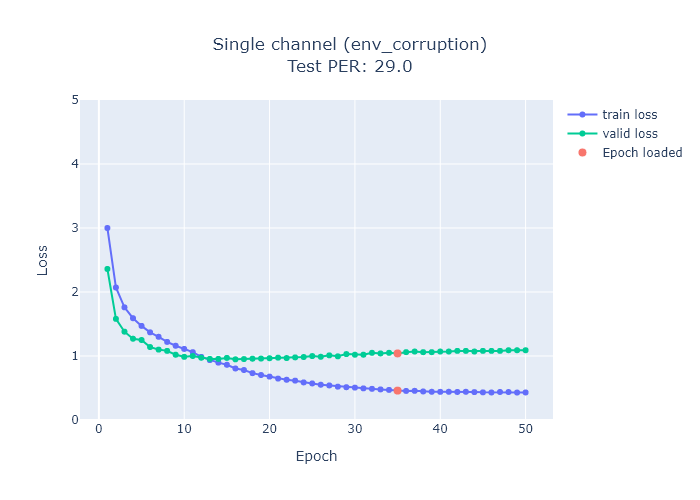 Single channel (env_corruption)
Test PER: 29.0
train loss
valid loss
Epoch loaded
5
4
3
2
1
0
Loss
0 10 20 30 40 50
Epoch